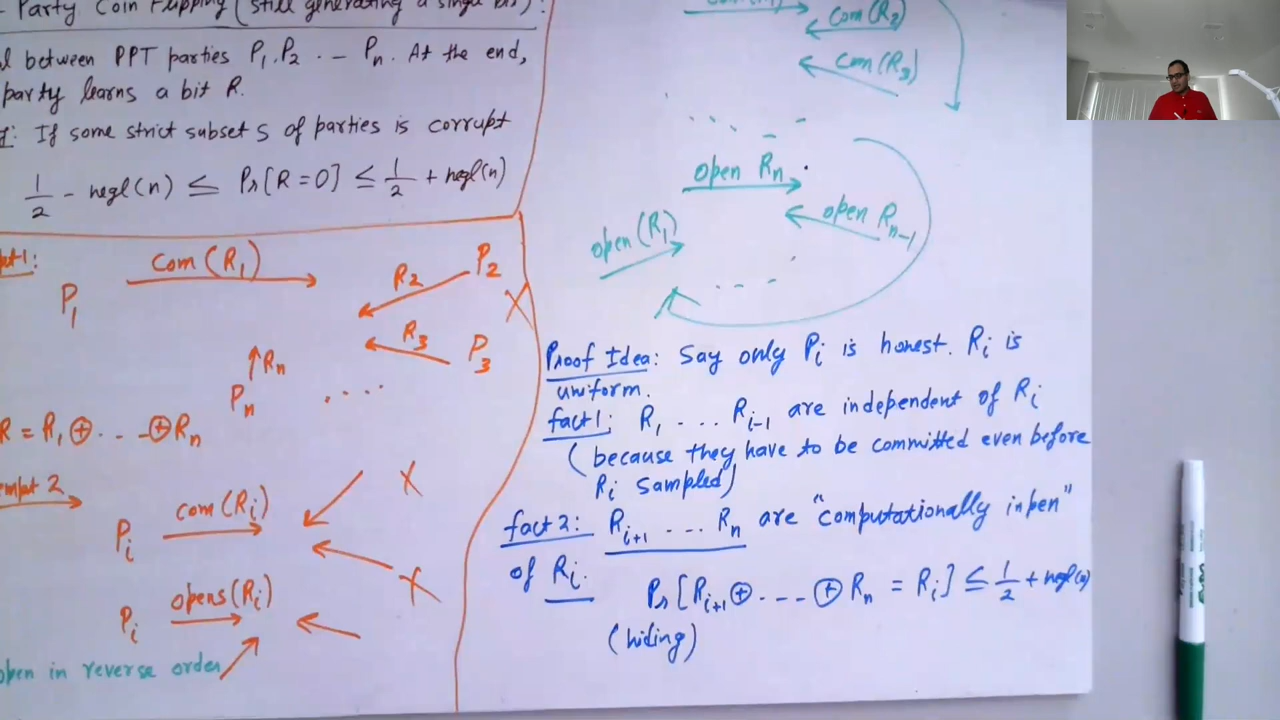 Party Coin Flipping (still generating a single bit):
between PPT parties P1, P2 .. — Pn. At the end,
party learns a bit R.
: If some strict subset S of parties is corrupt
1/2 - negl(n) ≤ Pr[R=0] ≤ 1/2 + negl(n)
1:
Com(R1)
P1
R2
P2
X
R3
P3
↑Rn
Pn
....
R = R1 ⊕ ... ⊕ Rn
2
Pi
com(Ri)
X
X
Pi
opens(Ri)
open in reverse order
Com(R2)
Com(R3)
open Rn
open Rn-1
open(R1)
Proof Idea: Say only Pi is honest. Ri is
uniform.
fact 1: R1 ... Ri-1 are independent of Ri
(because they have to be committed even before
Ri sampled)
fact 2: Ri+1 ... Rn are "computationally inpen"
of Ri.
Pr[Ri+1 ⊕ .... ⊕ Rn = Ri] ≤ 1/2 + negl(n)
(hiding)